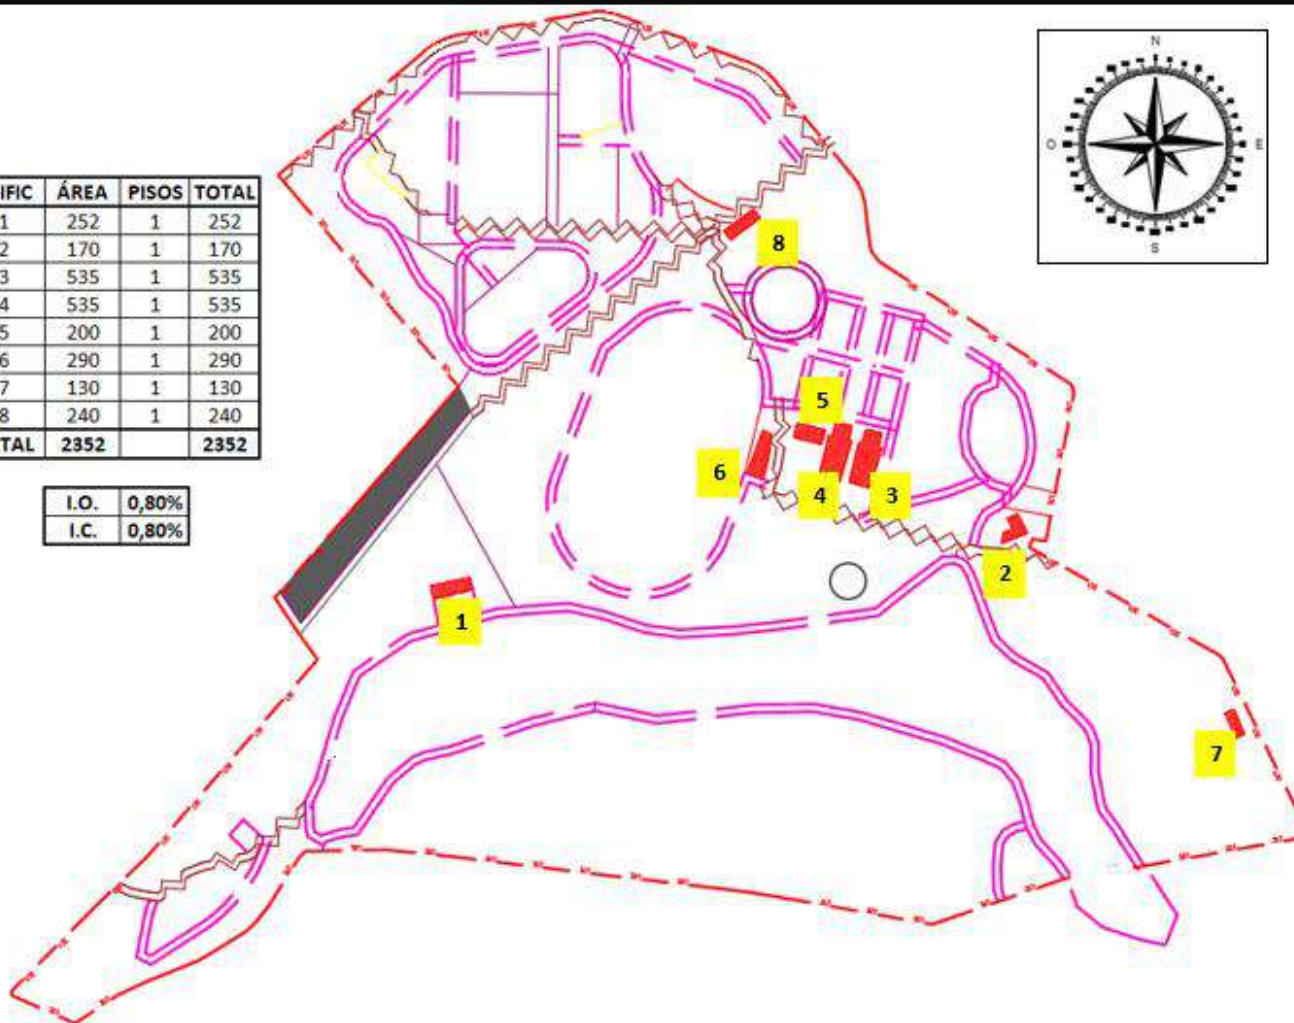 IFIC ÁREA PISOS TOTAL
1 252 1 252
2 170 1 170
3 535 1 535
4 535 1 535
5 200 1 200
6 290 1 290
7 130 1 130
8 240 1 240
TAL 2352 2352
I.O. 0,80%
I.C. 0,80%
N
O E
S
8
5
6
4 3
2
1
7